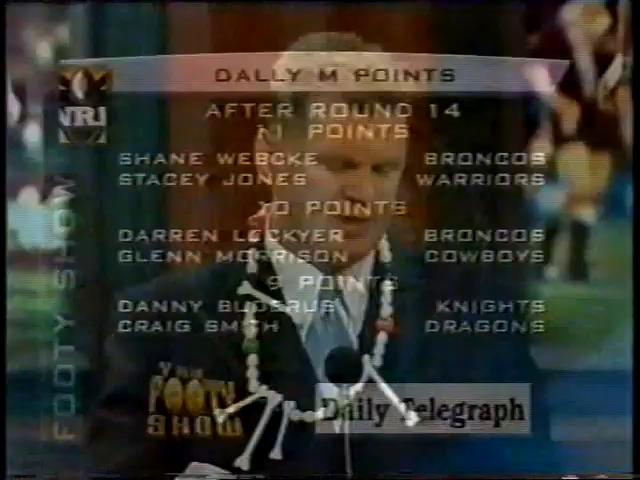 DALLY M POINTS
NRL
AFTER ROUND 14
11 POINTS
SHANE WEBCKE BRONCOS
STACEY JONES WARRIORS
10 POINTS
DARREN LOCKYER BRONCOS
GLENN MORRISON COWBOYS
9 POINTS
DANNY BUDERUS KNIGHTS
CRAIG SMITH DRAGONS
FOOTY SHOW
THE
FOOTY
SHOW
Daily Telegraph